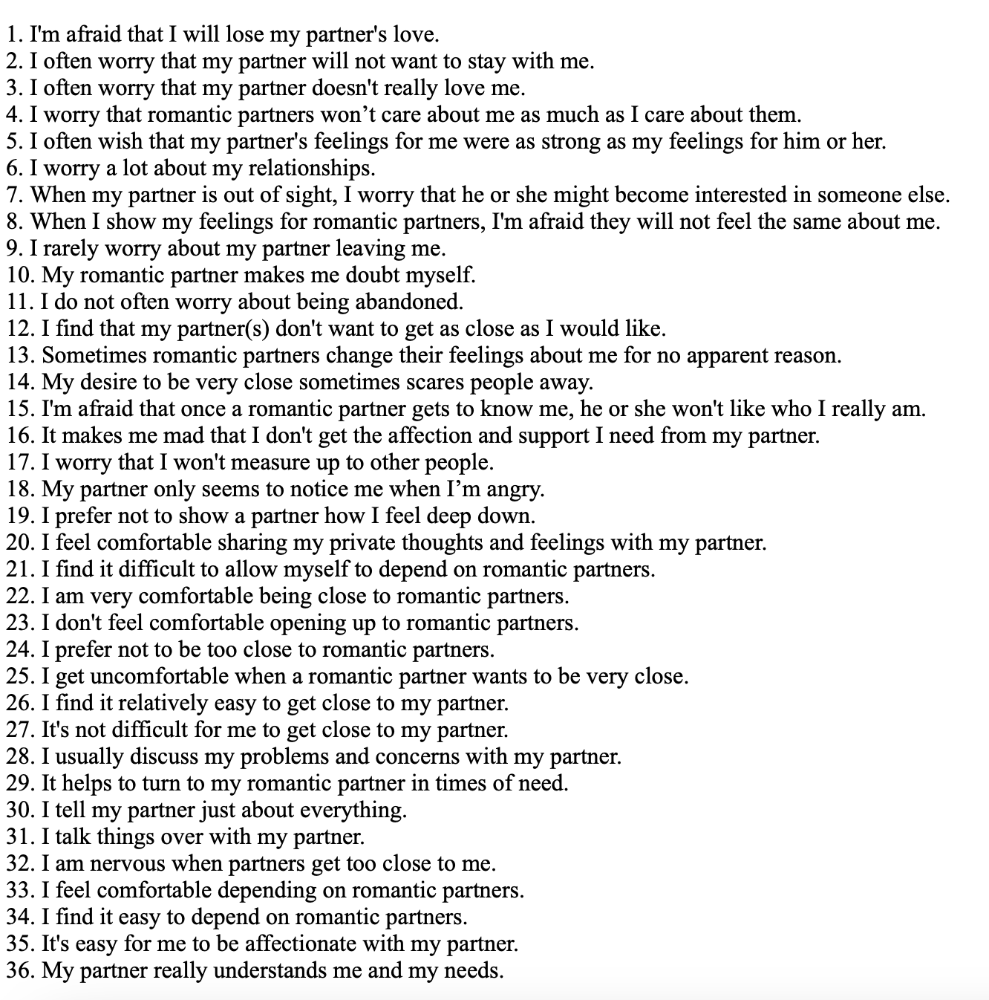 1. I'm afraid that I will lose my partner's love.
2. I often worry that my partner will not want to stay with me.
3. I often worry that my partner doesn't really love me.
4. I worry that romantic partners won’t care about me as much as I care about them.
5. I often wish that my partner's feelings for me were as strong as my feelings for him or her.
6. I worry a lot about my relationships.
7. When my partner is out of sight, I worry that he or she might become interested in someone else.
8. When I show my feelings for romantic partners, I'm afraid they will not feel the same about me.
9. I rarely worry about my partner leaving me.
10. My romantic partner makes me doubt myself.
11. I do not often worry about being abandoned.
12. I find that my partner(s) don't want to get as close as I would like.
13. Sometimes romantic partners change their feelings about me for no apparent reason.
14. My desire to be very close sometimes scares people away.
15. I'm afraid that once a romantic partner gets to know me, he or she won't like who I really am.
16. It makes me mad that I don't get the affection and support I need from my partner.
17. I worry that I won't measure up to other people.
18. My partner only seems to notice me when I’m angry.
19. I prefer not to show a partner how I feel deep down.
20. I feel comfortable sharing my private thoughts and feelings with my partner.
21. I find it difficult to allow myself to depend on romantic partners.
22. I am very comfortable being close to romantic partners.
23. I don't feel comfortable opening up to romantic partners.
24. I prefer not to be too close to romantic partners.
25. I get uncomfortable when a romantic partner wants to be very close.
26. I find it relatively easy to get close to my partner.
27. It's not difficult for me to get close to my partner.
28. I usually discuss my problems and concerns with my partner.
29. It helps to turn to my romantic partner in times of need.
30. I tell my partner just about everything.
31. I talk things over with my partner.
32. I am nervous when partners get too close to me.
33. I feel comfortable depending on romantic partners.
34. I find it easy to depend on romantic partners.
35. It's easy for me to be affectionate with my partner.
36. My partner really understands me and my needs.